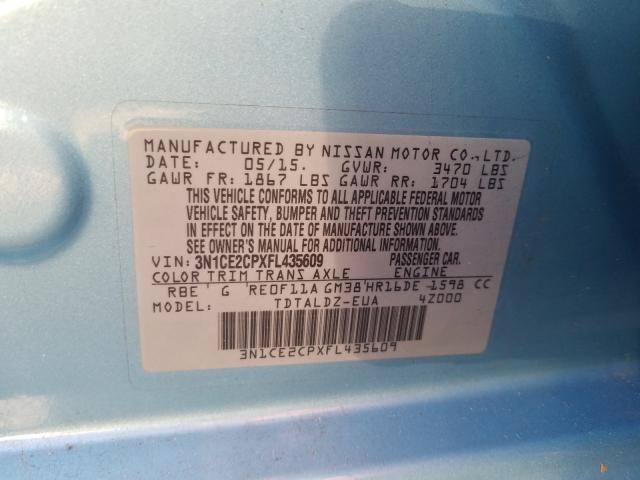 MANUFACTURED BY NISSAN MOTOR CO., LTD.
DATE: 05/15. GVWR: 3470 LBS
GAWR FR: 1867 LBS GAWR RR: 1704 LBS
THIS VEHICLE CONFORMS TO ALL APPLICABLE FEDERAL MOTOR
VEHICLE SAFETY, BUMPER AND THEFT PREVENTION STANDARDS
IN EFFECT ON THE DATE OF MANUFACTURE SHOWN ABOVE.
SEE OWNER'S MANUAL FOR ADDITIONAL INFORMATION.
VIN: 3N1CE2CPXFL435609 PASSENGER CAR.
COLOR TRIM TRANS AXLE ENGINE
RBE ' G ' RE0F11A GM38'HR16DE 1598 CC
MODEL: TDTALDZ-EUA 4Z000
3N1CE2CPXFL435609